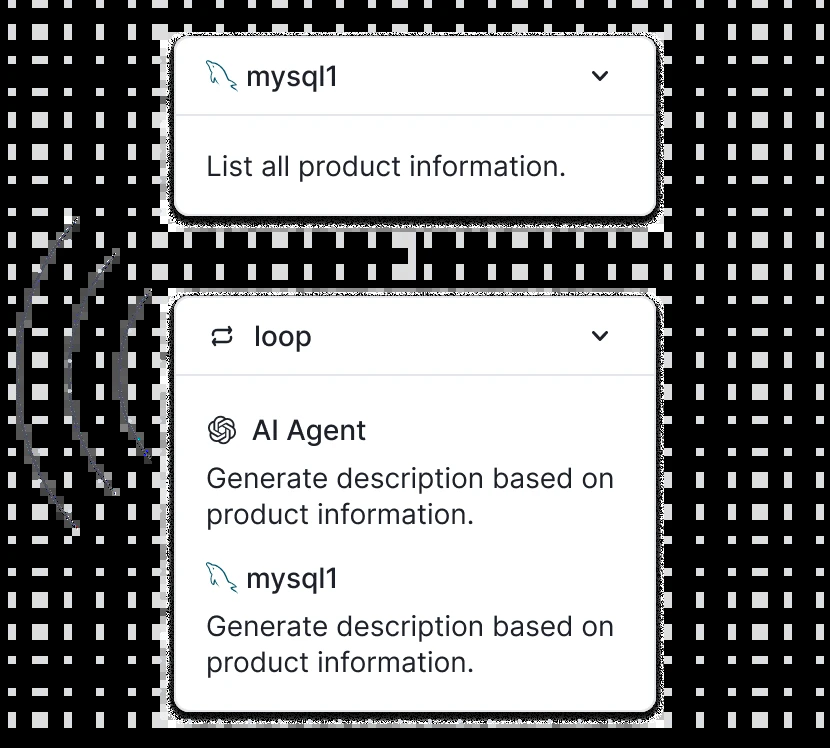 mysql1
List all product information.
loop
AI Agent
Generate description based on
product information.
mysql1
Generate description based on
product information.